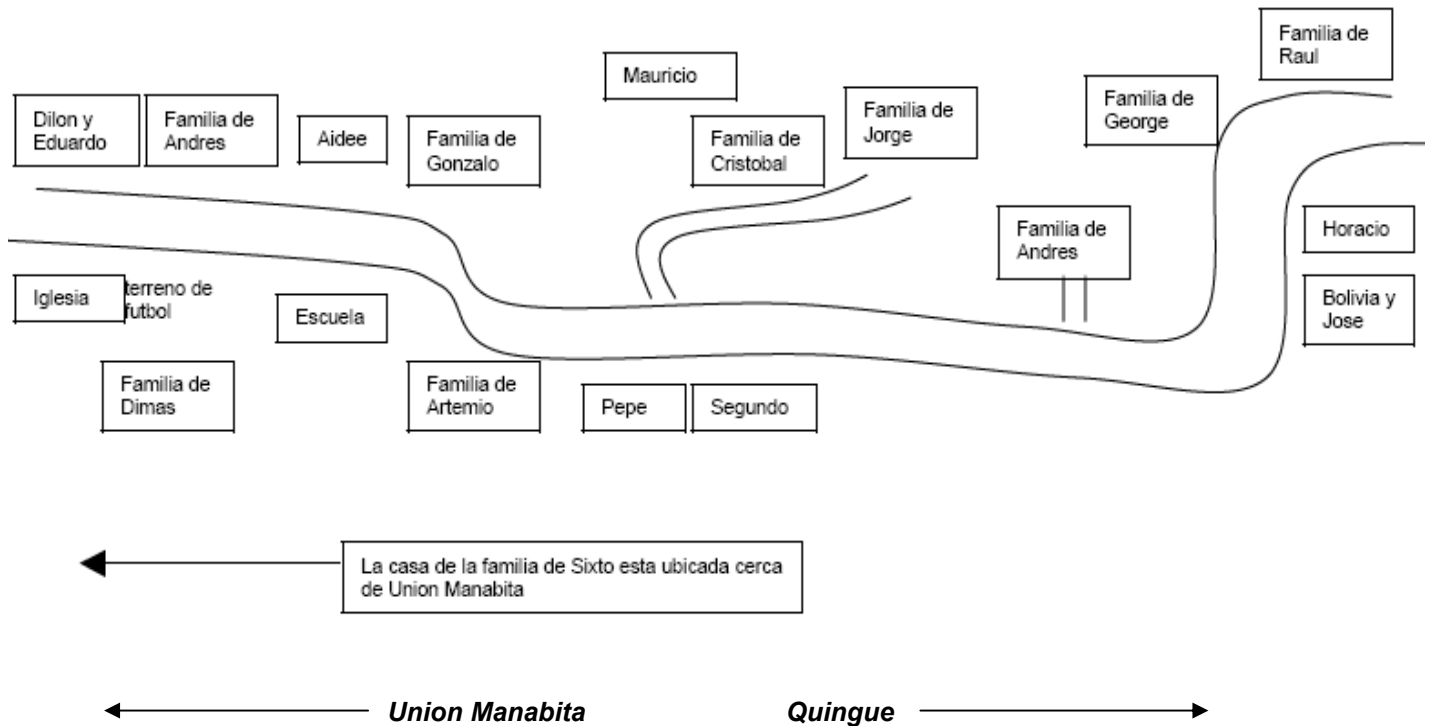 Familia de
Raul
Mauricio
Familia de
George
Familia de
Jorge
Dilon y
Eduardo
Familia de
Andres
Aidee
Familia de
Gonzalo
Familia de
Cristobal
Familia de
Andres
Horacio
Iglesia
terreno de
futbol
Escuela
Bolivia y
Jose
Familia de
Dimas
Familia de
Artemio
Pepe
Segundo
La casa de la familia de Sixto esta ubicada cerca
de Union Manabita
Union Manabita
Quingue